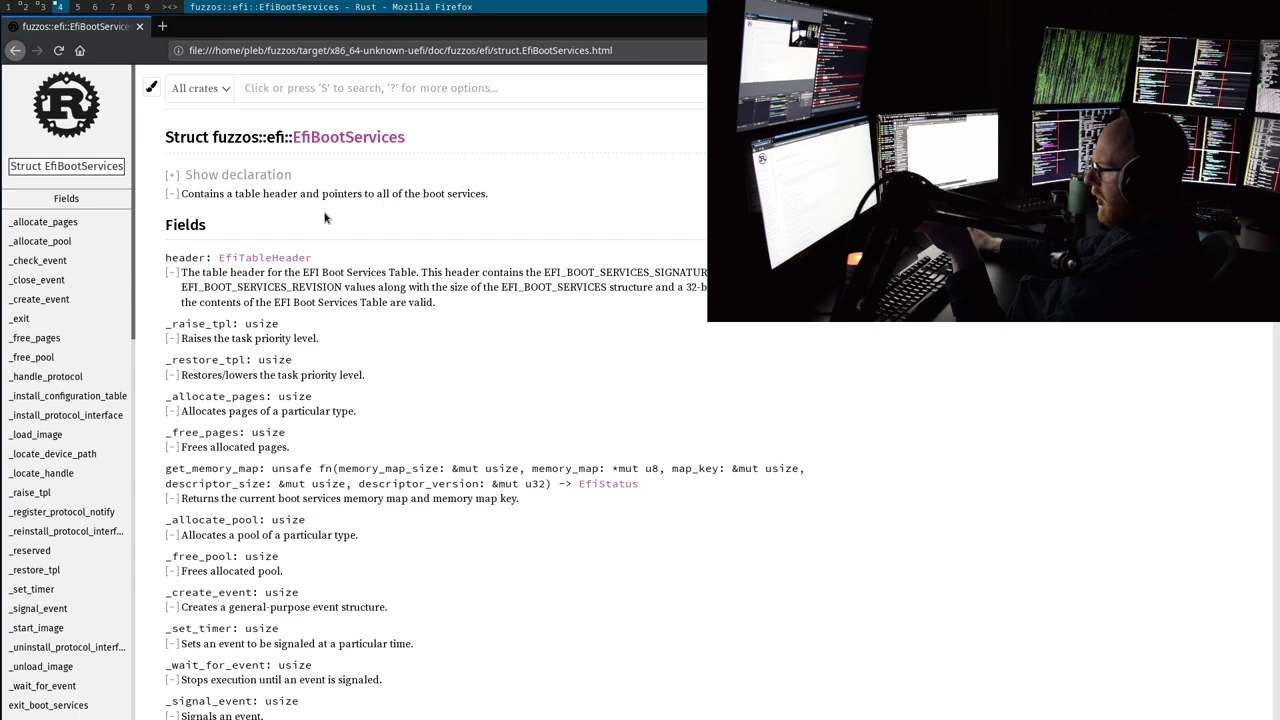 1 2 3 4 5 6 7 8 9 ><> fuzzos::efi::EfiBootServices - Rust - Mozilla Firefox
fuzzos::efi::EfiBootService
file:///home/pleb/fuzzos/target/x86_64-unknown-uefi/doc/fuzzos/efi/struct.EfiBootServices.html
All crates
Click or press ‘S’ to search, ‘?’ for more options…
Struct EfiBootServices
Fields
_allocate_pages
_allocate_pool
_check_event
_close_event
_create_event
_exit
_free_pages
_free_pool
_handle_protocol
_install_configuration_table
_install_protocol_interface
_load_image
_locate_device_path
_locate_handle
_raise_tpl
_register_protocol_notify
_reinstall_protocol_interf...
_reserved
_restore_tpl
_set_timer
_signal_event
_start_image
_uninstall_protocol_interf...
_unload_image
_wait_for_event
exit_boot_services
Struct fuzzos::efi::EfiBootServices
[+] Show declaration
[-] Contains a table header and pointers to all of the boot services.
Fields
header: EfiTableHeader
[-] The table header for the EFI Boot Services Table. This header contains the EFI_BOOT_SERVICES_SIGNATUR
EFI_BOOT_SERVICES_REVISION values along with the size of the EFI_BOOT_SERVICES structure and a 32-b
the contents of the EFI Boot Services Table are valid.
_raise_tpl: usize
[-] Raises the task priority level.
_restore_tpl: usize
[-] Restores/lowers the task priority level.
_allocate_pages: usize
[-] Allocates pages of a particular type.
_free_pages: usize
[-] Frees allocated pages.
get_memory_map: unsafe fn(memory_map_size: &mut usize, memory_map: *mut u8, map_key: &mut usize,
descriptor_size: &mut usize, descriptor_version: &mut u32) -> EfiStatus
[-] Returns the current boot services memory map and memory map key.
_allocate_pool: usize
[-] Allocates a pool of a particular type.
_free_pool: usize
[-] Frees allocated pool.
_create_event: usize
[-] Creates a general-purpose event structure.
_set_timer: usize
[-] Sets an event to be signaled at a particular time.
_wait_for_event: usize
[-] Stops execution until an event is signaled.
_signal_event: usize
[-] Signals an event.